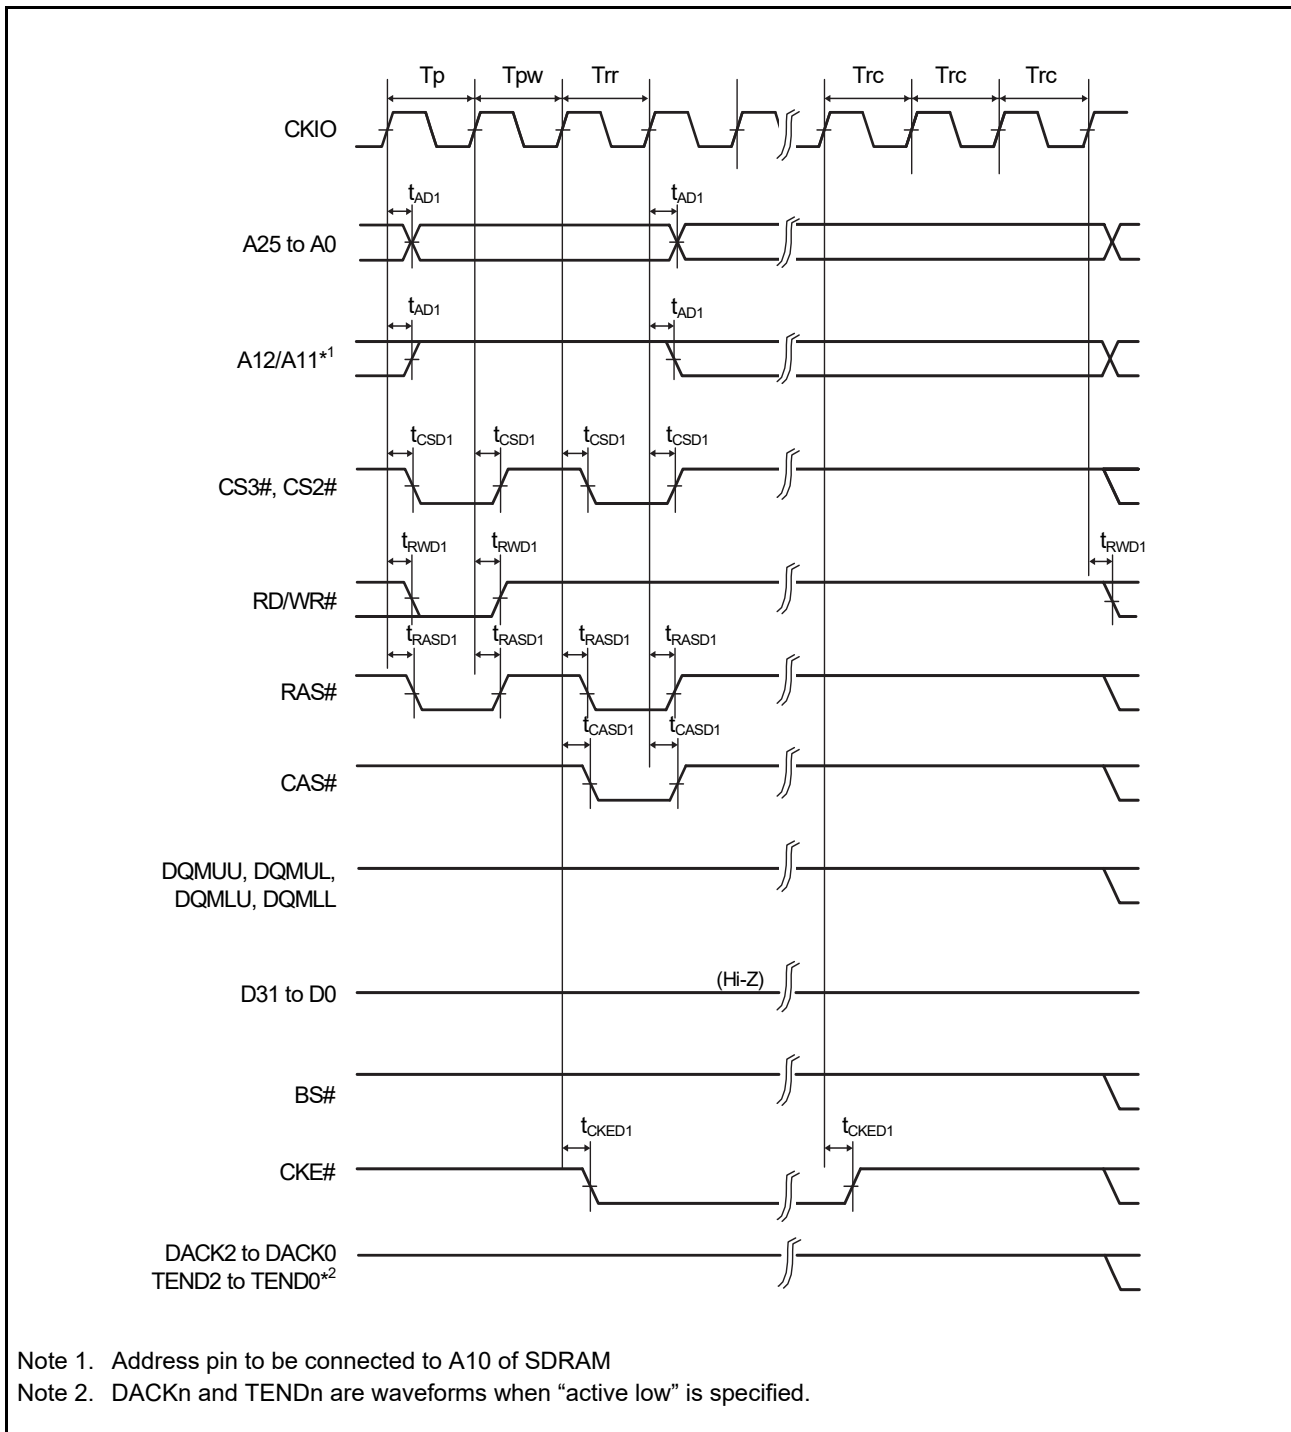 Tp Tpw Trr Trc Trc Trc
CKIO
tAD1 tAD1
A25 to A0
tAD1 tAD1
A12/A11*1
tCSD1 tCSD1 tCSD1 tCSD1
CS3#, CS2#
tRWD1 tRWD1 tRWD1
RD/WR#
tRASD1 tRASD1 tRASD1 tRASD1
RAS#
tCASD1 tCASD1
CAS#
DQMUU, DQMUL,
DQMLU, DQMLL
(Hi-Z)
D31 to D0
BS#
tCKED1 tCKED1
CKE#
DACK2 to DACK0
TEND2 to TEND0*2
Note 1. Address pin to be connected to A10 of SDRAM
Note 2. DACKn and TENDn are waveforms when “active low” is specified.